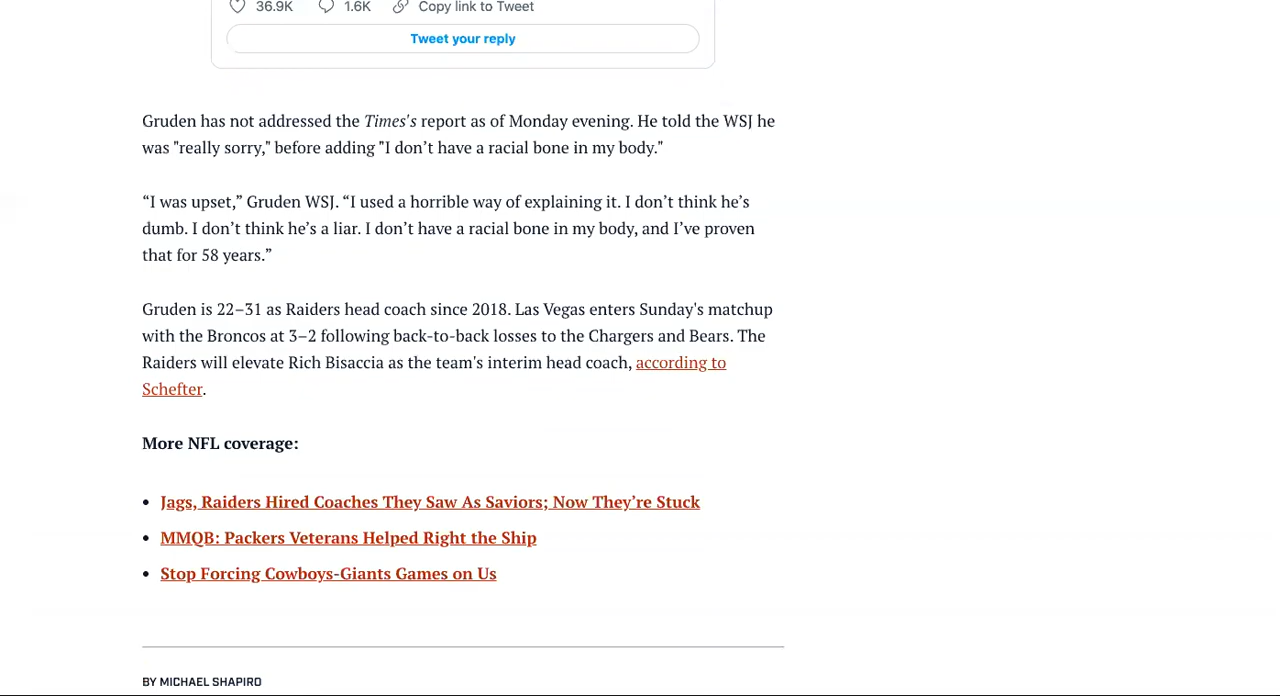 36.9K 1.6K Copy link to Tweet
Tweet your reply
Gruden has not addressed the Times's report as of Monday evening. He told the WSJ he
was "really sorry," before adding "I don’t have a racial bone in my body."
“I was upset,” Gruden WSJ. “I used a horrible way of explaining it. I don’t think he’s
dumb. I don’t think he’s a liar. I don’t have a racial bone in my body, and I’ve proven
that for 58 years.”
Gruden is 22–31 as Raiders head coach since 2018. Las Vegas enters Sunday's matchup
with the Broncos at 3–2 following back-to-back losses to the Chargers and Bears. The
Raiders will elevate Rich Bisaccia as the team's interim head coach, according to
Schefter.
More NFL coverage:
• Jags, Raiders Hired Coaches They Saw As Saviors; Now They’re Stuck
• MMQB: Packers Veterans Helped Right the Ship
• Stop Forcing Cowboys-Giants Games on Us
BY MICHAEL SHAPIRO